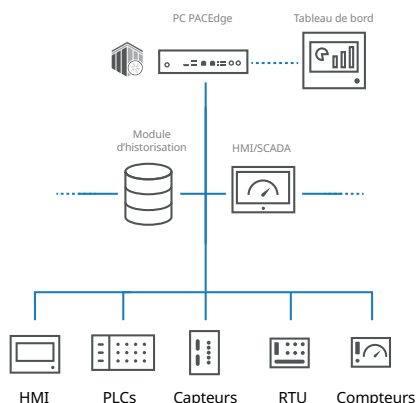 PC PACEdge
Tableau de bord
Module
d'historisation
HMI/SCADA
HMI
PLCs
Capteurs
RTU
Compteurs